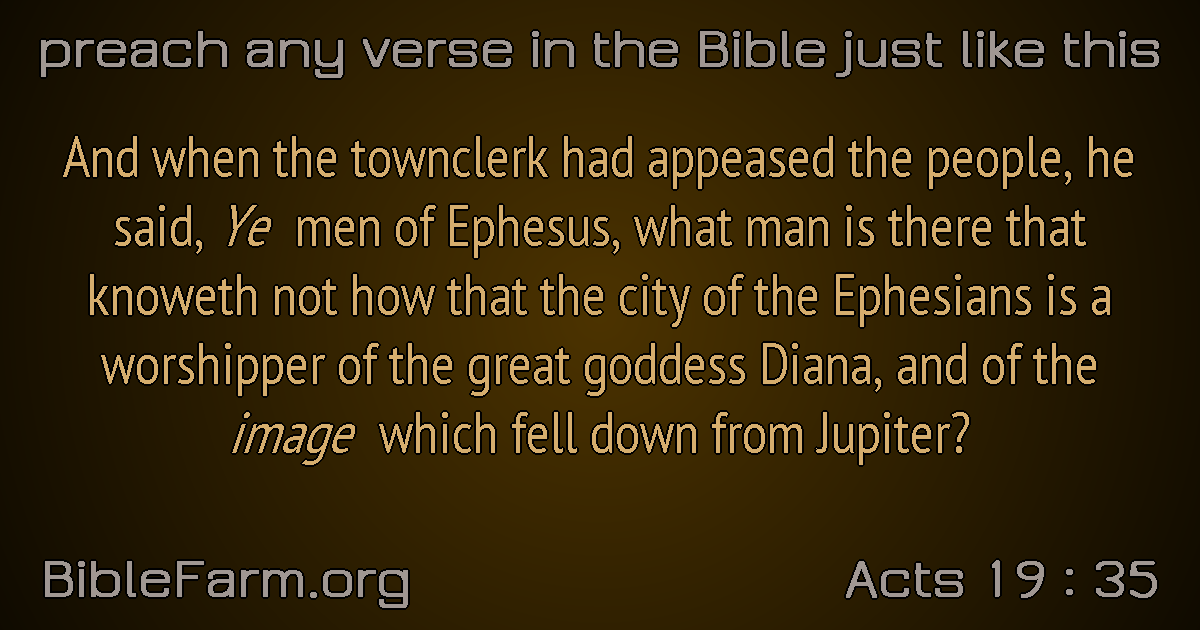 preach any verse in the Bible just like this
And when the townclerk had appeased the people, he
said, Ye men of Ephesus, what man is there that
knoweth not how that the city of the Ephesians is a
worshipper of the great goddess Diana, and of the
image which fell down from Jupiter?
BibleFarm.org
Acts 19 : 35